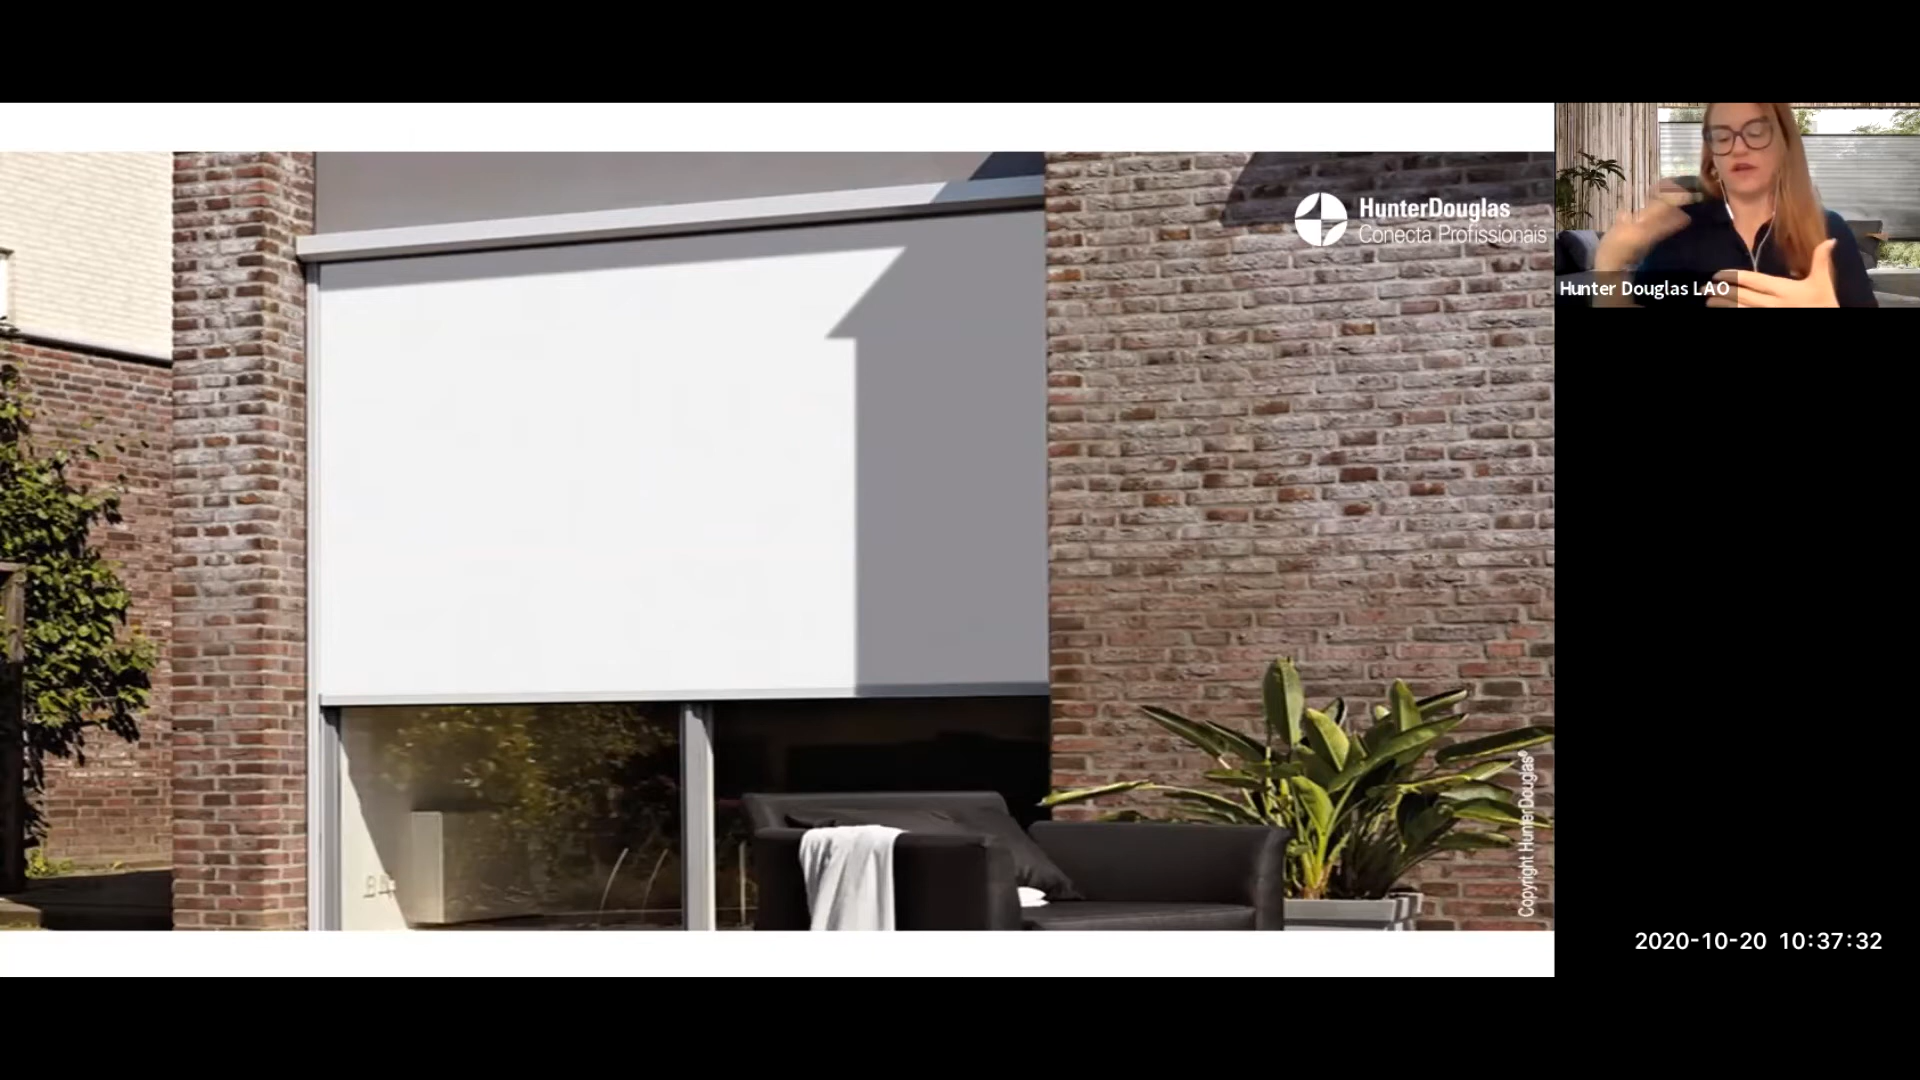 HunterDouglas
Conecta Profissionais
Hunter Douglas LAO
Copyright HunterDouglas®
2020-10-20 10:37:32